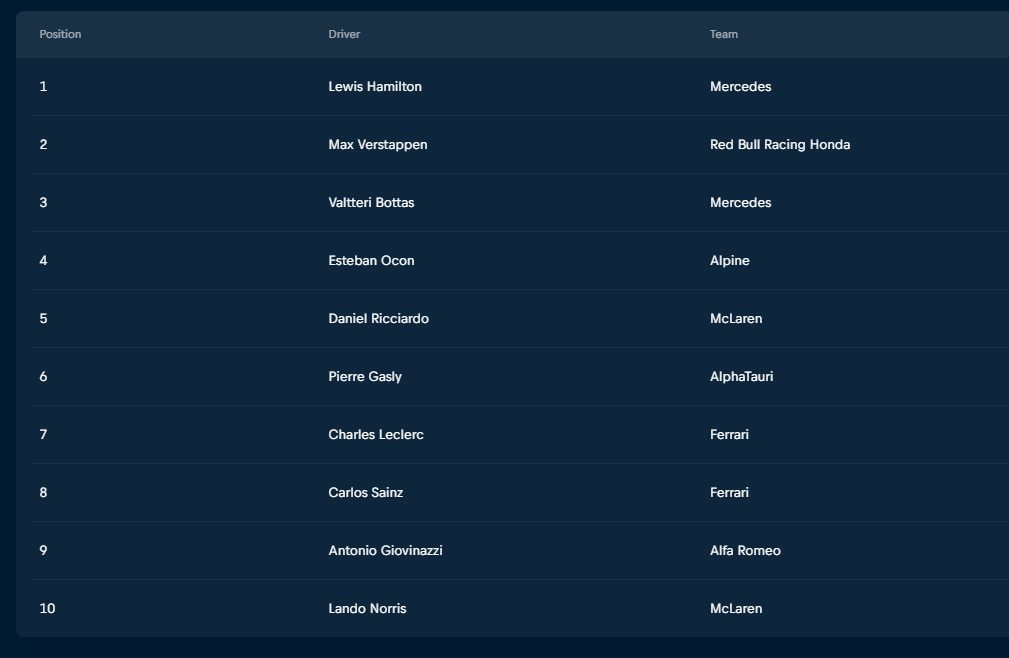 Position Driver Team
1 Lewis Hamilton Mercedes
2 Max Verstappen Red Bull Racing Honda
3 Valtteri Bottas Mercedes
4 Esteban Ocon Alpine
5 Daniel Ricciardo McLaren
6 Pierre Gasly AlphaTauri
7 Charles Leclerc Ferrari
8 Carlos Sainz Ferrari
9 Antonio Giovinazzi Alfa Romeo
10 Lando Norris McLaren